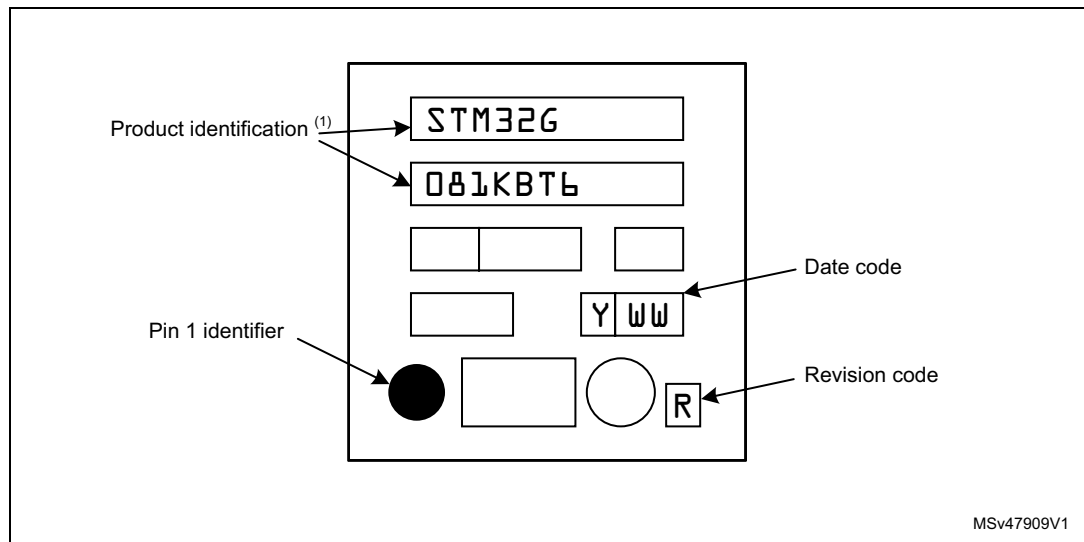 STM32G
Product identification (1)
081KBT6
Date code
Y WW
Pin 1 identifier
Revision code
R
MSv47909V1